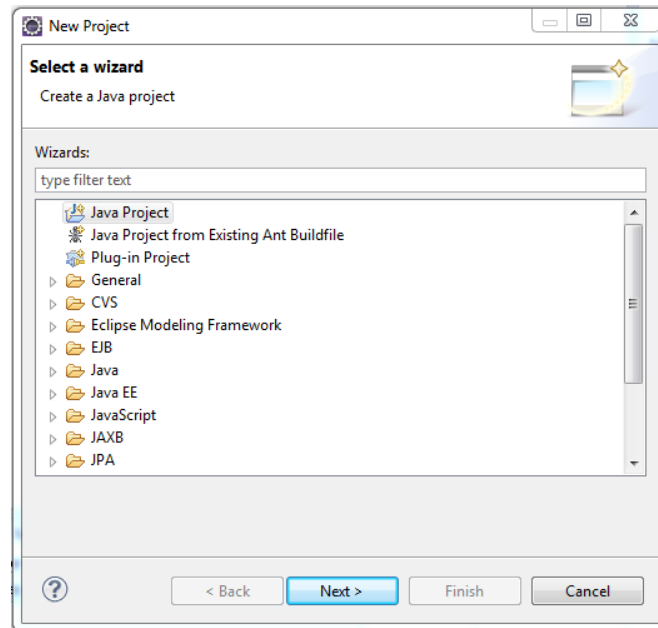 New Project
Select a wizard
Create a Java project
Wizards:
type filter text
Java Project
Java Project from Existing Ant Buildfile
Plug-in Project
General
CVS
Eclipse Modeling Framework
EJB
Java
Java EE
JavaScript
JAXB
JPA
? < Back Next > Finish Cancel